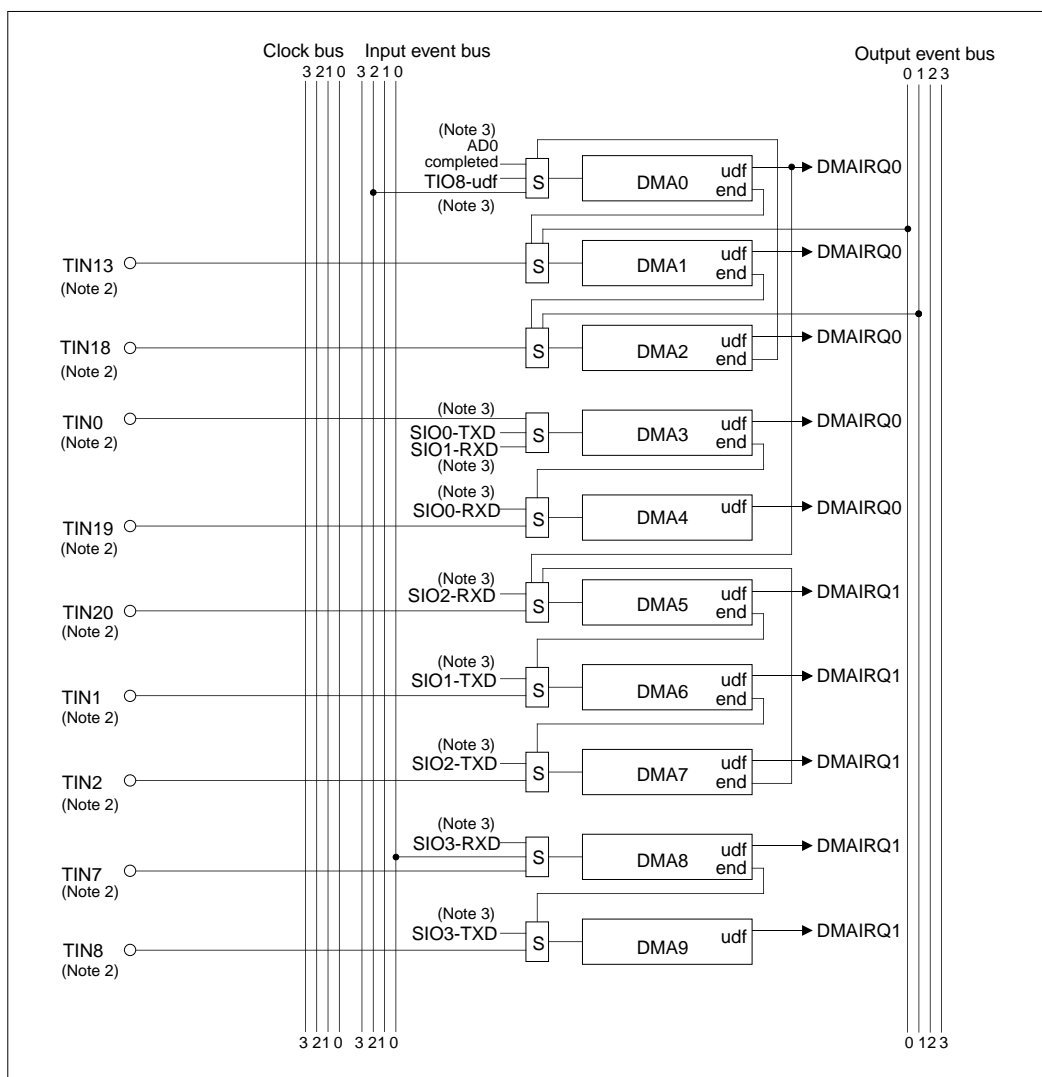 Clock bus Input event bus Output event bus
3 2 1 0 3 2 1 0 0 1 2 3
(Note 3)
AD0
completed
TIO8-udf
(Note 3)
S DMA0 udf
end
DMAIRQ0
TIN13
(Note 2)
S DMA1 udf
end
DMAIRQ0
TIN18
(Note 2)
S DMA2 udf
end
DMAIRQ0
TIN0
(Note 2)
(Note 3)
SIO0-TXD
SIO1-RXD
(Note 3)
S DMA3 udf
end
DMAIRQ0
(Note 3)
SIO0-RXD
TIN19
(Note 2)
S DMA4 udf
DMAIRQ0
(Note 3)
SIO2-RXD
TIN20
(Note 2)
S DMA5 udf
end
DMAIRQ1
(Note 3)
SIO1-TXD
TIN1
(Note 2)
S DMA6 udf
end
DMAIRQ1
(Note 3)
SIO2-TXD
TIN2
(Note 2)
S DMA7 udf
end
DMAIRQ1
(Note 3)
SIO3-RXD
TIN7
(Note 2)
S DMA8 udf
end
DMAIRQ1
(Note 3)
SIO3-TXD
TIN8
(Note 2)
S DMA9 udf
DMAIRQ1
3 2 1 0 3 2 1 0 0 1 2 3